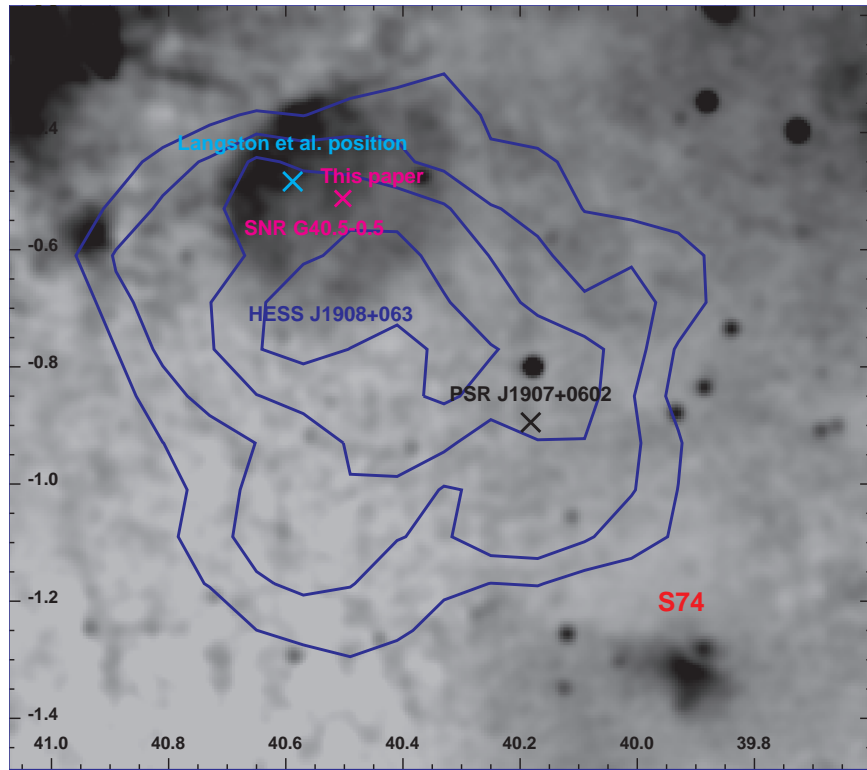 .4
Langston et al. position
This paper
SNR G40.5-0.5
-0.6
HESS J1908+063
-0.8
PSR J1907+0602
-1.0
-1.2
S74
-1.4
41.0 40.8 40.6 40.4 40.2 40.0 39.8